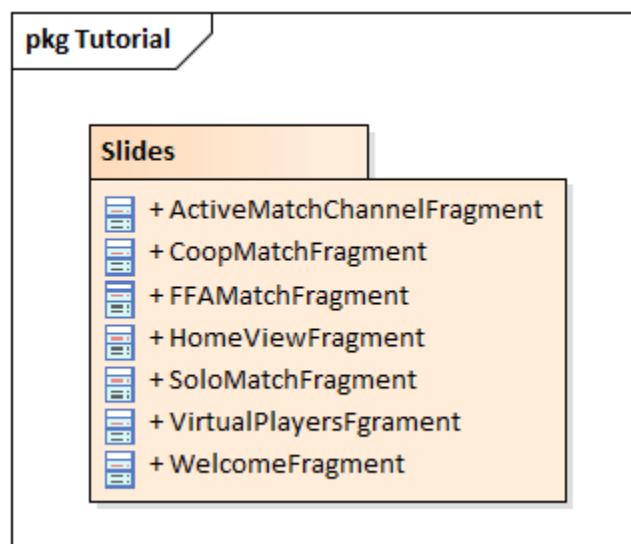 pkg Tutorial
Slides
+ ActiveMatchChannelFragment
+ CoopMatchFragment
+ FFAMatchFragment
+ HomeViewFragment
+ SoloMatchFragment
+ VirtualPlayersFgrament
+ WelcomeFragment